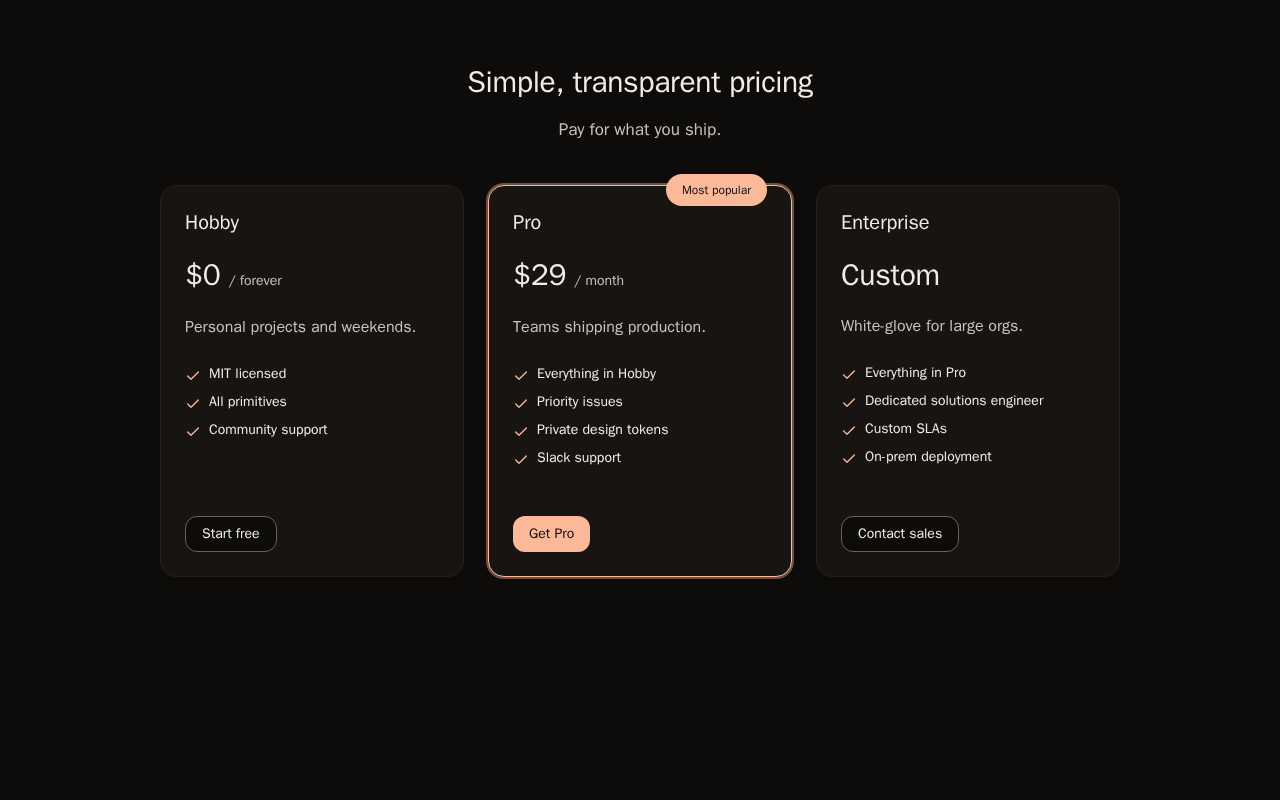 Simple, transparent pricing
Pay for what you ship.
Hobby
$0 / forever
Personal projects and weekends.
MIT licensed
All primitives
Community support
Start free
Most popular
Pro
$29 / month
Teams shipping production.
Everything in Hobby
Priority issues
Private design tokens
Slack support
Get Pro
Enterprise
Custom
White-glove for large orgs.
Everything in Pro
Dedicated solutions engineer
Custom SLAs
On-prem deployment
Contact sales